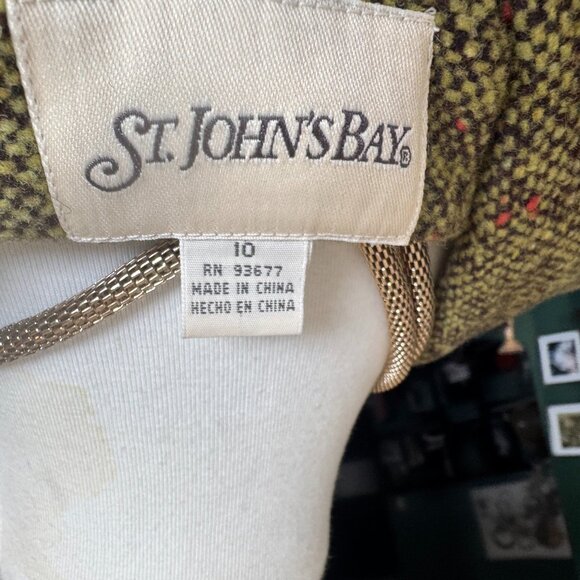 ST. JOHN'S BAY®
10
RN 93677
MADE IN CHINA
HECHO EN CHINA